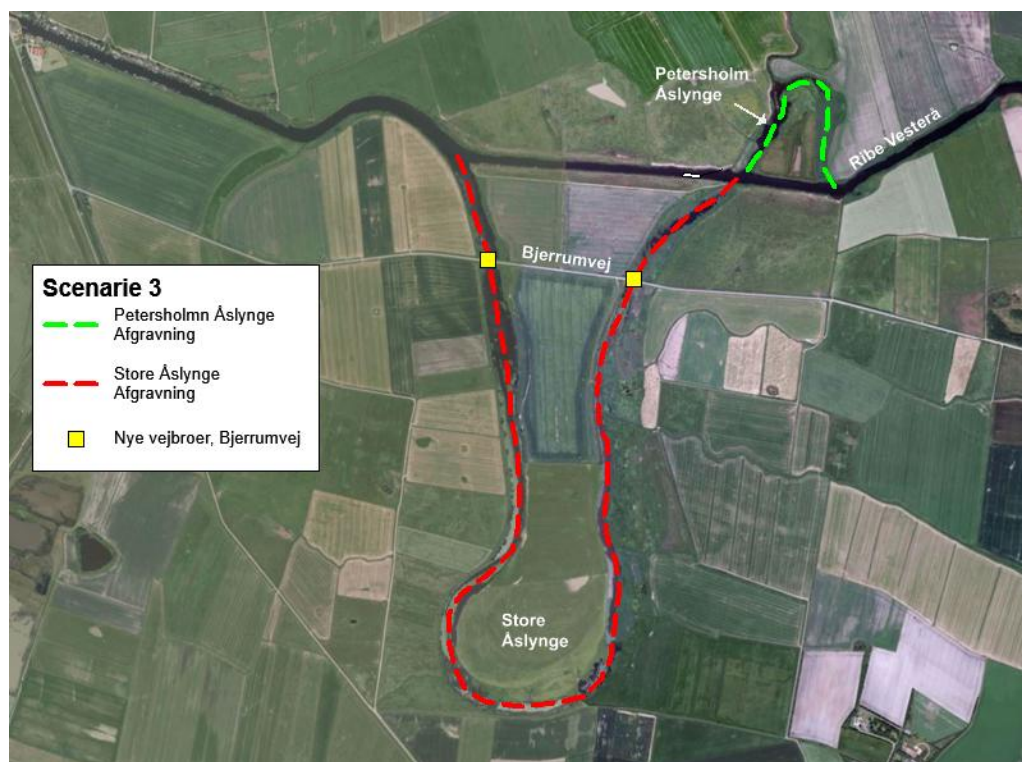 Petersholm
Åslynge
Ribe Vesterå
Bjerrumvej
Scenarie 3
Petersholmn Åslynge
Afgravning
Store Åslynge
Afgravning
Nye vejbroer, Bjerrumvej
Store
Åslynge